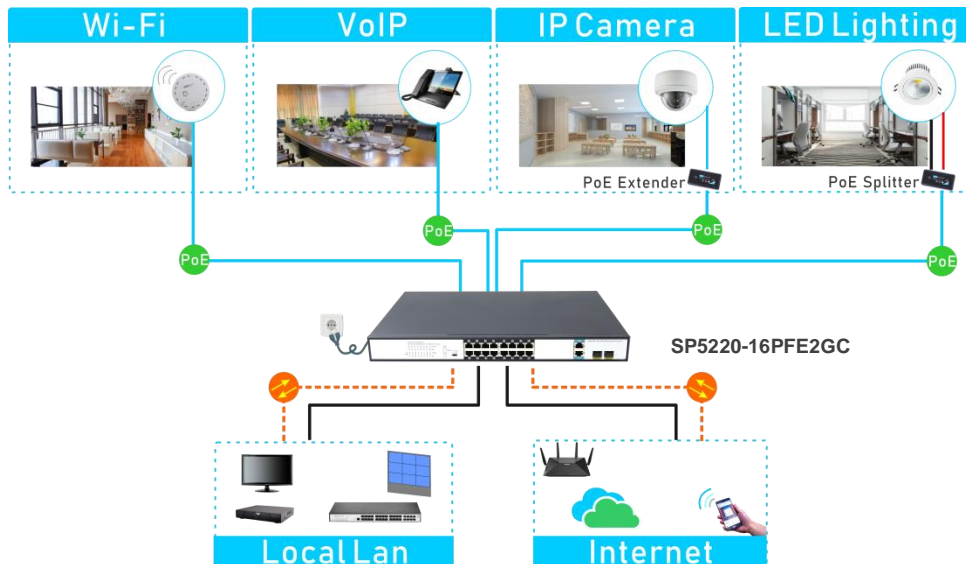 Wi-Fi
VoIP
IP Camera
LED Lighting
PoE Extender
PoE Splitter
PoE
PoE
PoE
PoE
SP5220-16PFE2GC
Local Lan
Internet